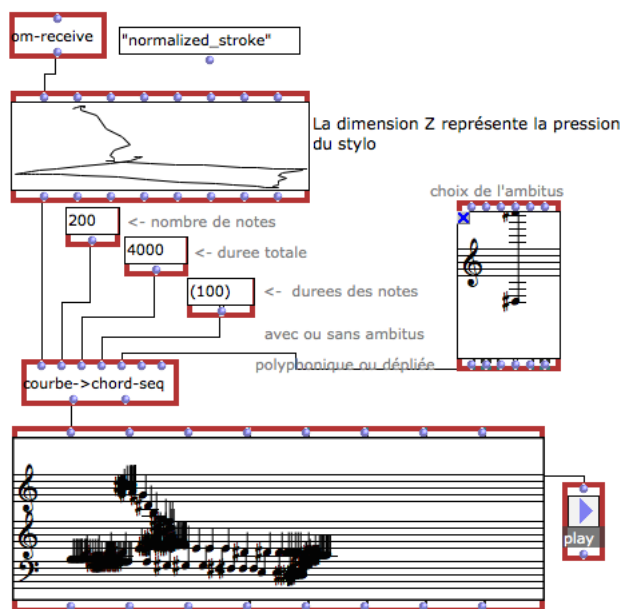 om-receive
"normalized_stroke"
La dimension Z représente la pression
du stylo
choix de l'ambitus
200
<- nombre de notes
4000
<- duree totale
(100)
<- durees des notes
avec ou sans ambitus
polyphonique ou dépliée
courbe->chord-seq
play